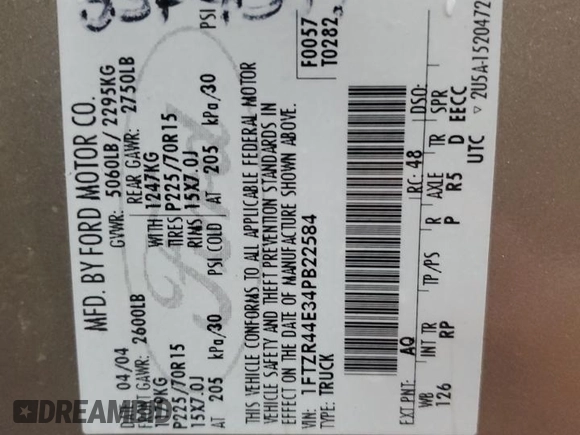 MFD. BY FORD MOTOR CO.
04/04 GVWR: 5060LB/2295KG
2600LB REAR GAWR: 2750LB
WITH 1247KG
P225/70R15 TIRES P225/70R15
15X7.0J RIMS 15X7.0J
AT 205 kPa/30 PSI COLD AT 205 kPa/30 PSI
THIS VEHICLE CONFORMS TO ALL APPLICABLE FEDERAL MOTOR
VEHICLE SAFETY AND THEFT PREVENTION STANDARDS IN
EFFECT ON THE DATE OF MANUFACTURE SHOWN ABOVE.
VIN: 1FTZR44E34PB22584
TYPE: TRUCK
F0057
T0282
EXT PNT: AQ RC: 48 DSO:
WB INT TR TP/PS R AXLE TR SPR
126 RP P R5 D EECC
UTC ▽ 2U5A-1520472
Ford
DREAMBID